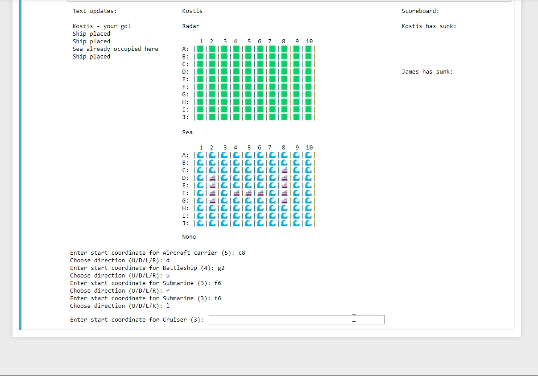 Text updates:
Kostis
Scoreboard:
Kostis - your go!
Radar
Kostis has sunk:
Ship placed
Ship placed
Sea already occupied here
Ship placed
James has sunk:
1 2 3 4 5 6 7 8 9 10
A:
B:
C:
D:
E:
F:
G:
H:
I:
J:
Sea
1 2 3 4 5 6 7 8 9 10
A:
B:
C:
D:
E:
F:
G:
H:
I:
J:
None
Enter start coordinate for Aircraft Carrier (5): c8
Choose direction (U/D/L/R): d
Enter start coordinate for Battleship (4): g2
Choose direction (U/D/L/R): u
Enter start coordinate for Submarine (3): f6
Choose direction (U/D/L/R): r
Enter start coordinate for Submarine (3): f6
Choose direction (U/D/L/R): l
Enter start coordinate for Cruiser (3):